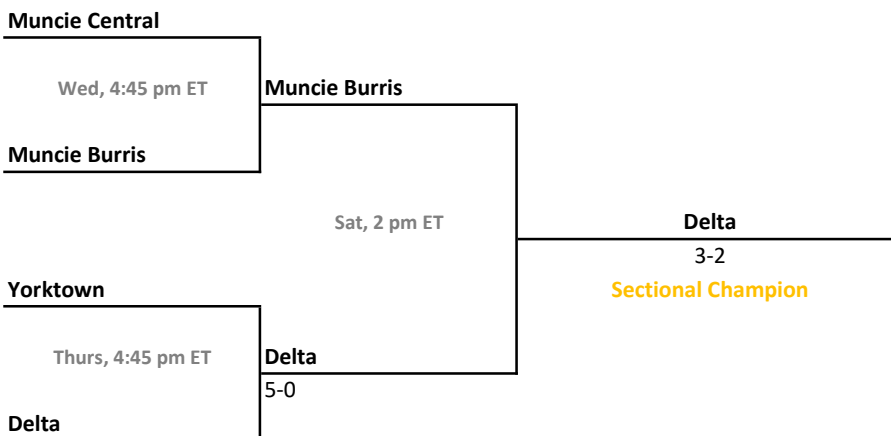 Muncie Central
Wed, 4:45 pm ET
Muncie Burris
Muncie Burris
Sat, 2 pm ET
Delta
3-2
Sectional Champion
Yorktown
Thurs, 4:45 pm ET
Delta
5-0
Delta